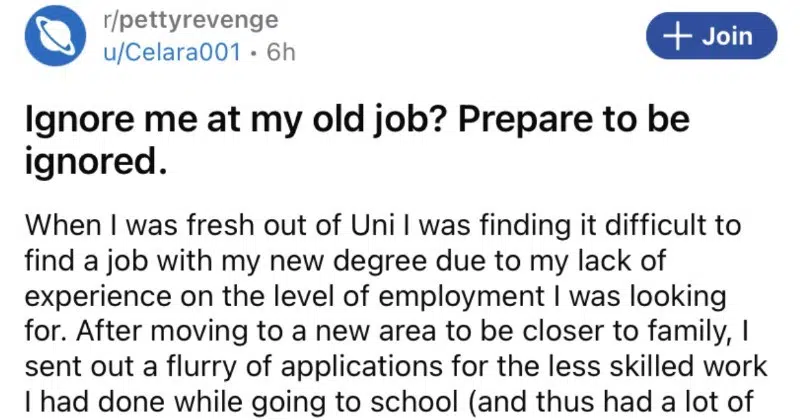 r/pettyrevenge
u/Celara001 • 6h
+ Join
Ignore me at my old job? Prepare to be
ignored.
When I was fresh out of Uni I was finding it difficult to
find a job with my new degree due to my lack of
experience on the level of employment I was looking
for. After moving to a new area to be closer to family, I
sent out a flurry of applications for the less skilled work
I had done while going to school (and thus had a lot of